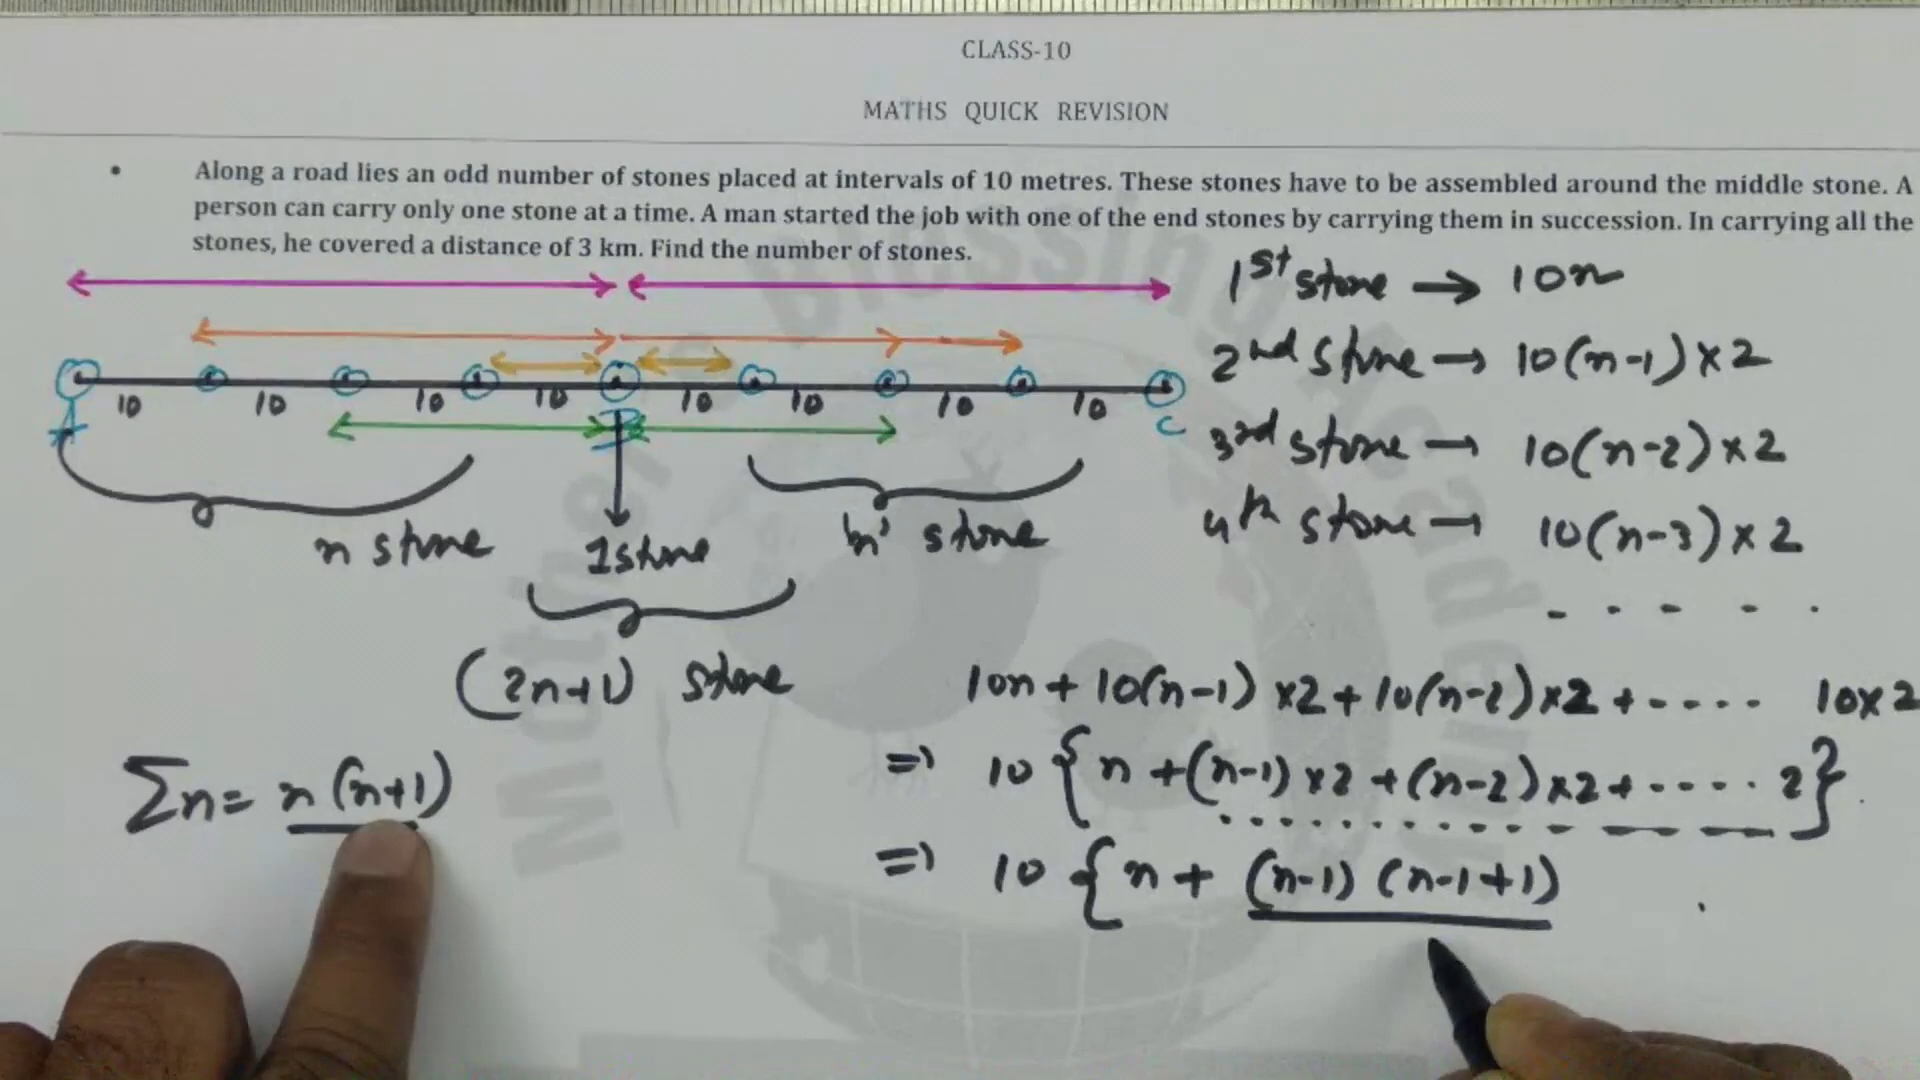 CLASS-10
MATHS QUICK REVISION
• Along a road lies an odd number of stones placed at intervals of 10 metres. These stones have to be assembled around the middle stone. A
person can carry only one stone at a time. A man started the job with one of the end stones by carrying them in succession. In carrying all the
stones, he covered a distance of 3 km. Find the number of stones.
1st stone → 10n
2nd stone → 10(n-1)×2
3rd stone → 10(n-2)×2
4th stone → 10(n-3)×2
- - - - .
10 10 10 10 10 10 10 10
A B C
n stone 1 stone 'n' stone
(2n+1) stone
10n + 10(n-1)×2 + 10(n-2)×2 + - - - - 10×2
⇒ 10 { n + (n-1)×2 + (n-2)×2 + - - - - 2 }
Σn = n(n+1)
⇒ 10 { n + (n-1) (n-1+1)
Mother's Blessing Academy